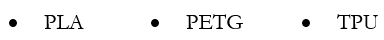 • PLA • PETG • TPU